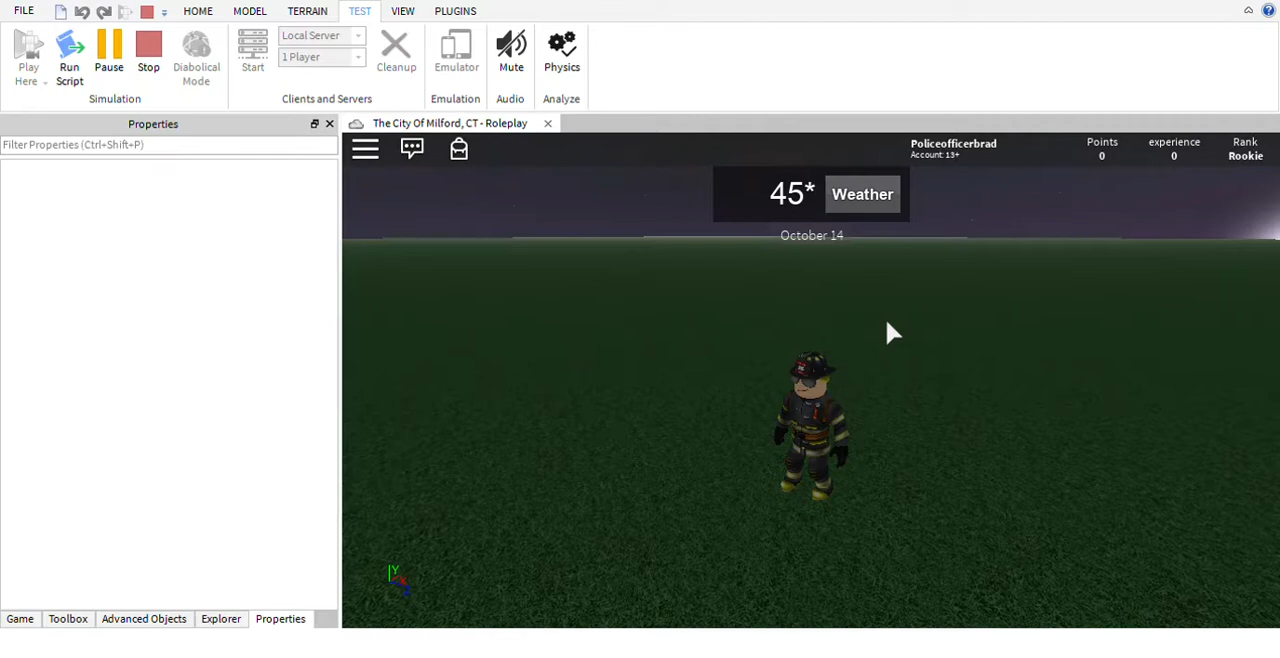 FILE HOME MODEL TERRAIN TEST VIEW PLUGINS
Play Here
Run Script
Pause
Stop
Diabolical Mode
Simulation
Start
Local Server
1 Player
Cleanup
Clients and Servers
Emulator
Emulation
Mute
Audio
Physics
Analyze
Properties
Filter Properties (Ctrl+Shift+P)
The City Of Milford, CT - Roleplay
Policeofficerbrad
Account: 13+
Points
0
experience
0
Rank
Rookie
45* Weather
October 14
Y
Game Toolbox Advanced Objects Explorer Properties